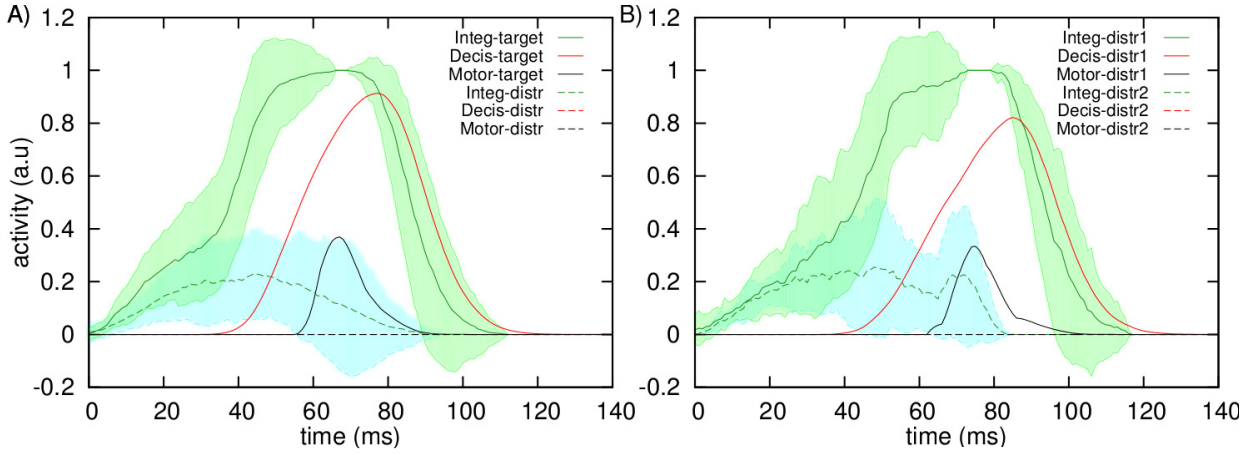 A)
Integ-target
Decis-target
Motor-target
Integ-distr
Decis-distr
Motor-distr
1.2
1
0.8
0.6
0.4
0.2
0
-0.2
activity (a.u)
0 20 40 60 80 100 120 140
time (ms)
B)
Integ-distr1
Decis-distr1
Motor-distr1
Integ-distr2
Decis-distr2
Motor-distr2
1.2
1
0.8
0.6
0.4
0.2
0
-0.2
0 20 40 60 80 100 120 140
time (ms)